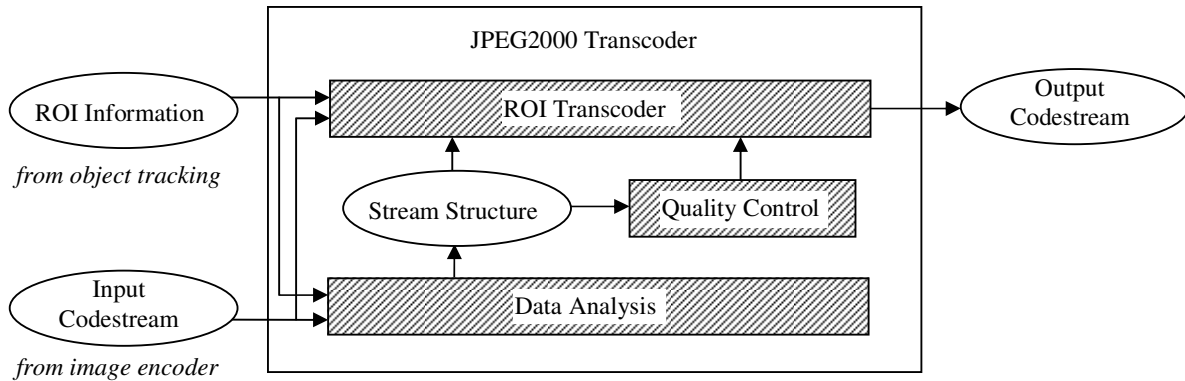 JPEG2000 Transcoder
ROI Information
from object tracking
ROI Transcoder
Output
Codestream
Stream Structure
Quality Control
Input
Codestream
from image encoder
Data Analysis